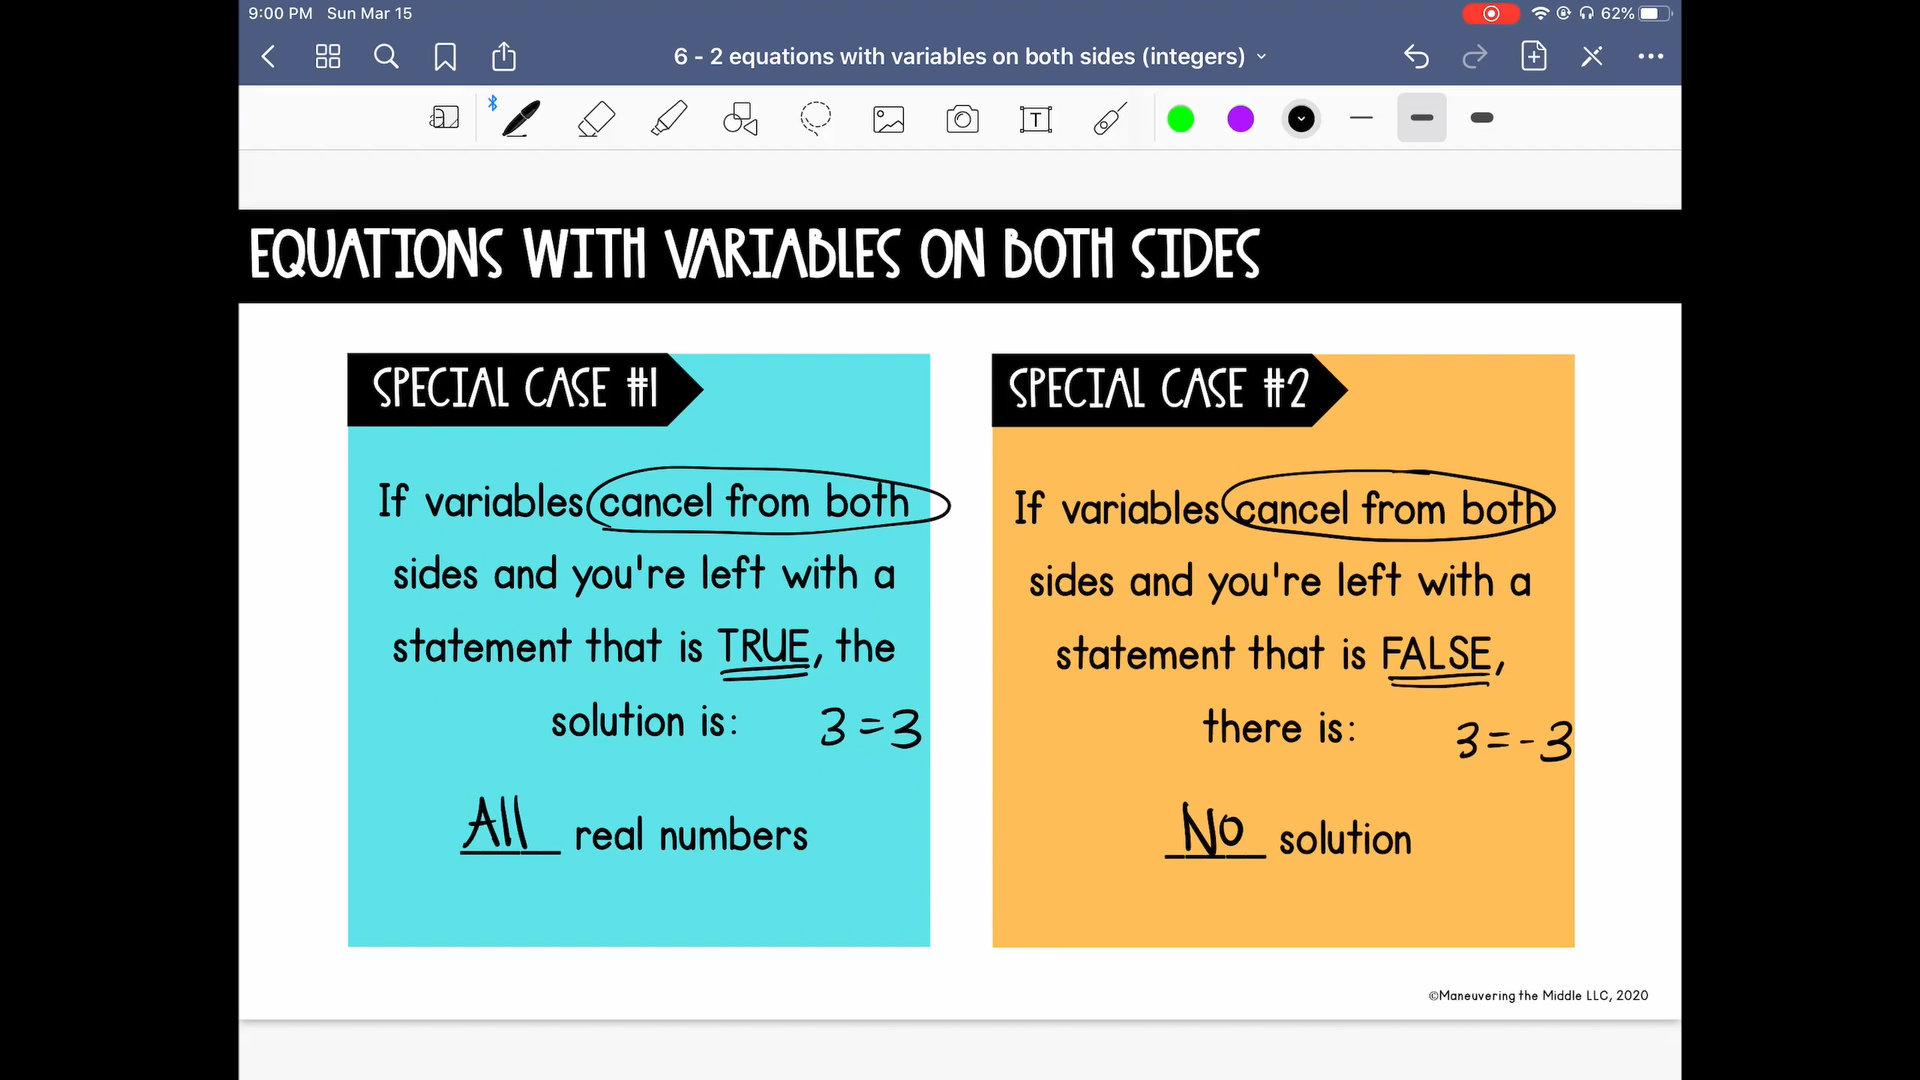 9:00 PM Sun Mar 15
62%
6 - 2 equations with variables on both sides (integers)
T
EQUATIONS WITH VARIABLES ON BOTH SIDES
SPECIAL CASE #1
If variables cancel from both
sides and you're left with a
statement that is TRUE, the
solution is: 3 = 3
All real numbers
SPECIAL CASE #2
If variables cancel from both
sides and you're left with a
statement that is FALSE,
there is: 3 = - 3
No solution
©Maneuvering the Middle LLC, 2020